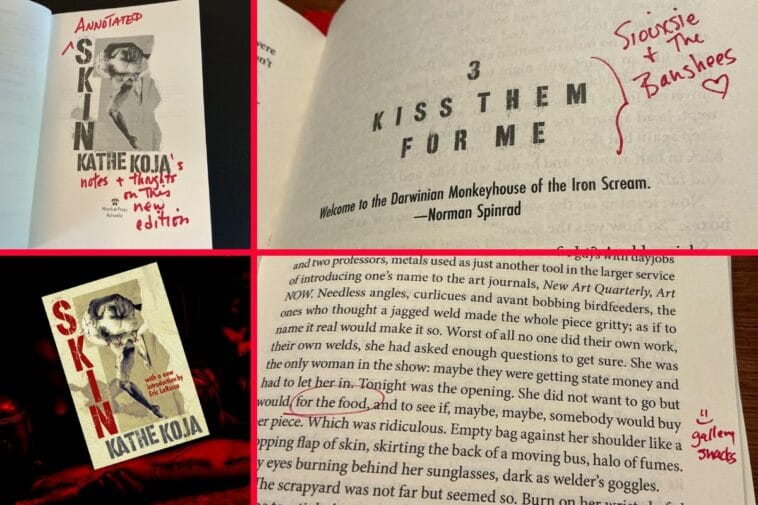 ANNOTATED
^
SKIN
KATHE KOJA's
notes + thoughts
on this
new
edition
Meerkat Press
Asheville
were
n't
3
KISS THEM
FOR ME
Siouxsie
+ The
Banshees
Welcome to the Darwinian Monkeyhouse of the Iron Scream.
—Norman Spinrad
SKIN
with a new
introduction by
Eric LaRocca
KATHE KOJA
dayjobs
and two professors, metals used as just another tool in the larger service
of introducing one's name to the art journals, New Art Quarterly, Art
NOW. Needless angles, curlicues and avant bobbing birdfeeders, the
ones who thought a jagged weld made the whole piece gritty; as if to
name it real would make it so. Worst of all no one did their own work,
their own welds, she had asked enough questions to get sure. She was
the only woman in the show: maybe they were getting state money and
had to let her in. Tonight was the opening. She did not want to go but
would, for the food, and to see if, maybe, maybe, somebody would buy
er piece. Which was ridiculous. Empty bag against her shoulder like a
opping flap of skin, skirting the back of a moving bus, halo of fumes.
y eyes burning behind her sunglasses, dark as welder's goggles.
The scrapyard was not far but seemed so. Burn on her wrist
gallery
snacks